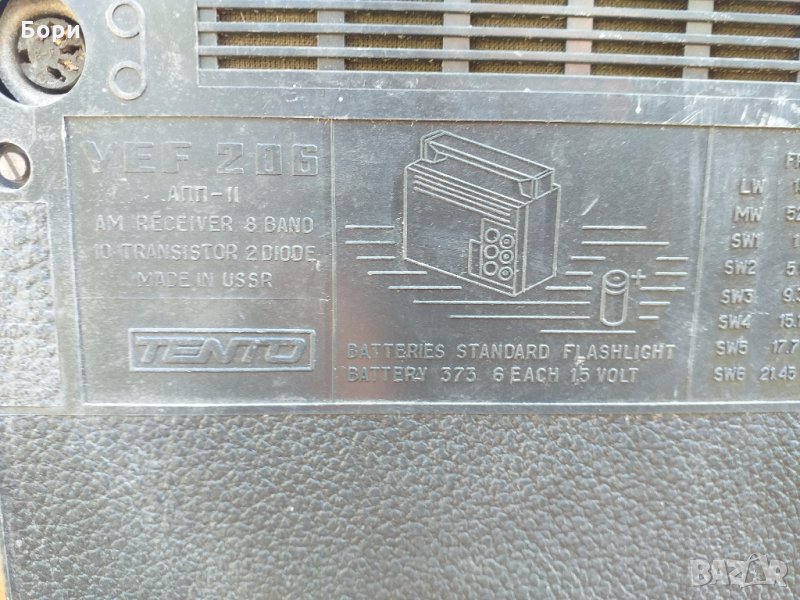 Бори
VEF 206
АПП-II
AM RECEIVER 8 BAND
10 TRANSISTOR 2 DIODE
MADE IN USSR
TENTO
BATTERIES STANDARD FLASHLIGHT
BATTERY 373 6 EACH 1,5 VOLT
LW
MW
SW1
SW2
SW3
SW4
SW5
SW6 21.45
BAZAR